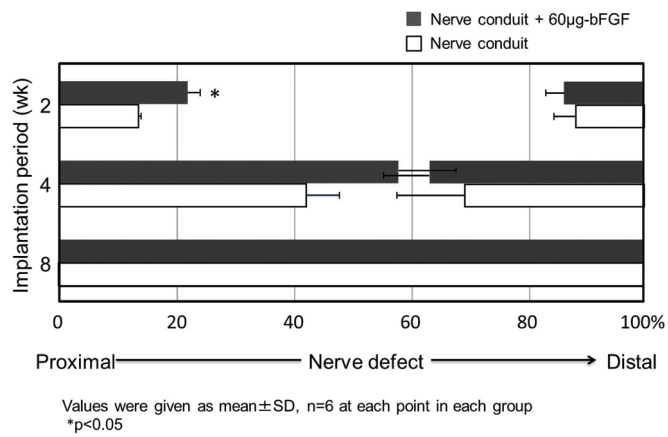 Nerve conduit + 60μg-bFGF
Nerve conduit
Implantation period (wk)
2
*
4
8
0 20 40 60 80 100%
Proximal Nerve defect Distal
Values were given as mean±SD, n=6 at each point in each group
*p<0.05